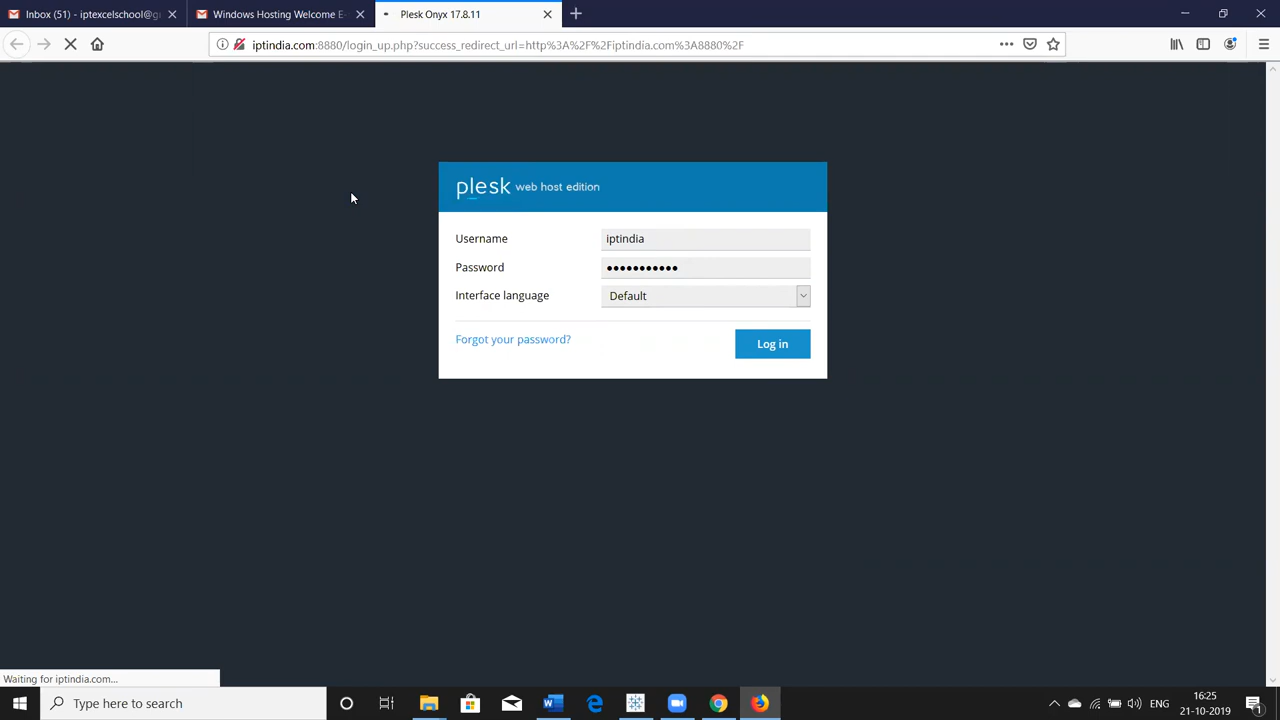 Inbox (51) - iptexcelschool@g
Windows Hosting Welcome E-
Plesk Onyx 17.8.11
iptindia.com:8880/login_up.php?success_redirect_url=http%3A%2F%2Fiptindia.com%3A8880%2F
plesk web host edition
Username
iptindia
Password
●●●●●●●●●●●
Interface language
Default
Forgot your password?
Log in
Waiting for iptindia.com...
Type here to search
ENG
16:25
21-10-2019
1